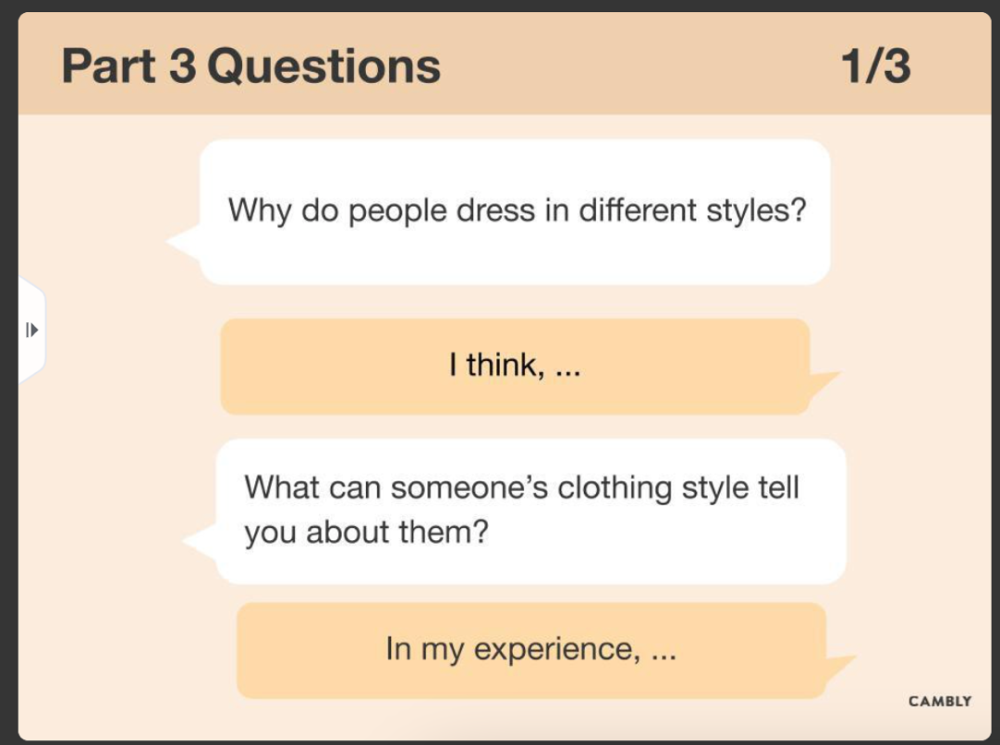 Part 3 Questions
1/3
Why do people dress in different styles?
I think, ...
What can someone’s clothing style tell
you about them?
In my experience, ...
CAMBLY